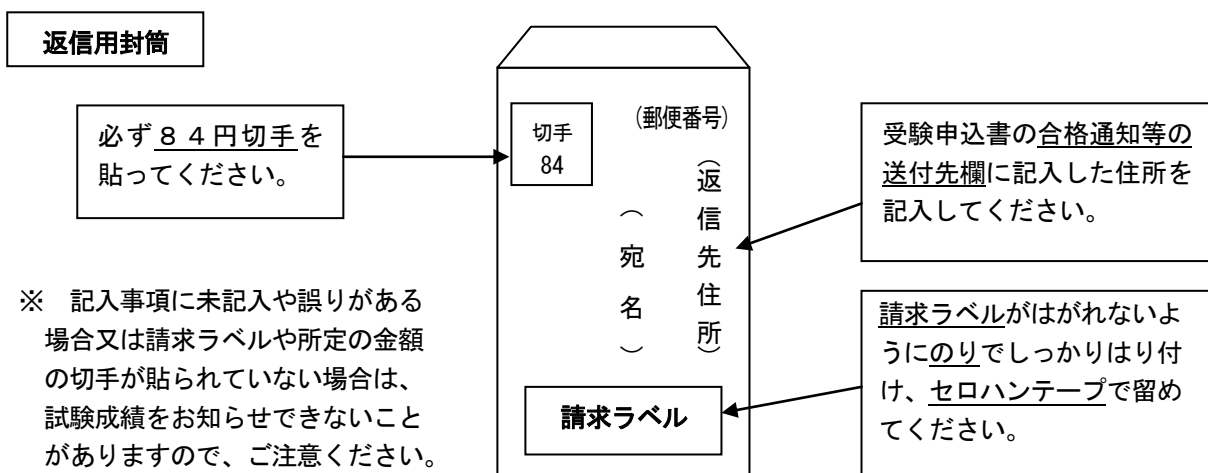 返信用封筒
必ず８４円切手を
貼ってください。
切手
84
(郵便番号)
（返信先住所）
（宛名）
受験申込書の合格通知等の
送付先欄に記入した住所を
記入してください。
※　記入事項に未記入や誤りがある
場合又は請求ラベルや所定の金額
の切手が貼られていない場合は、
試験成績をお知らせできないこと
がありますので、ご注意ください。
請求ラベル
請求ラベルがはがれないよ
うにのりでしっかりはり付
け、セロハンテープで留め
てください。